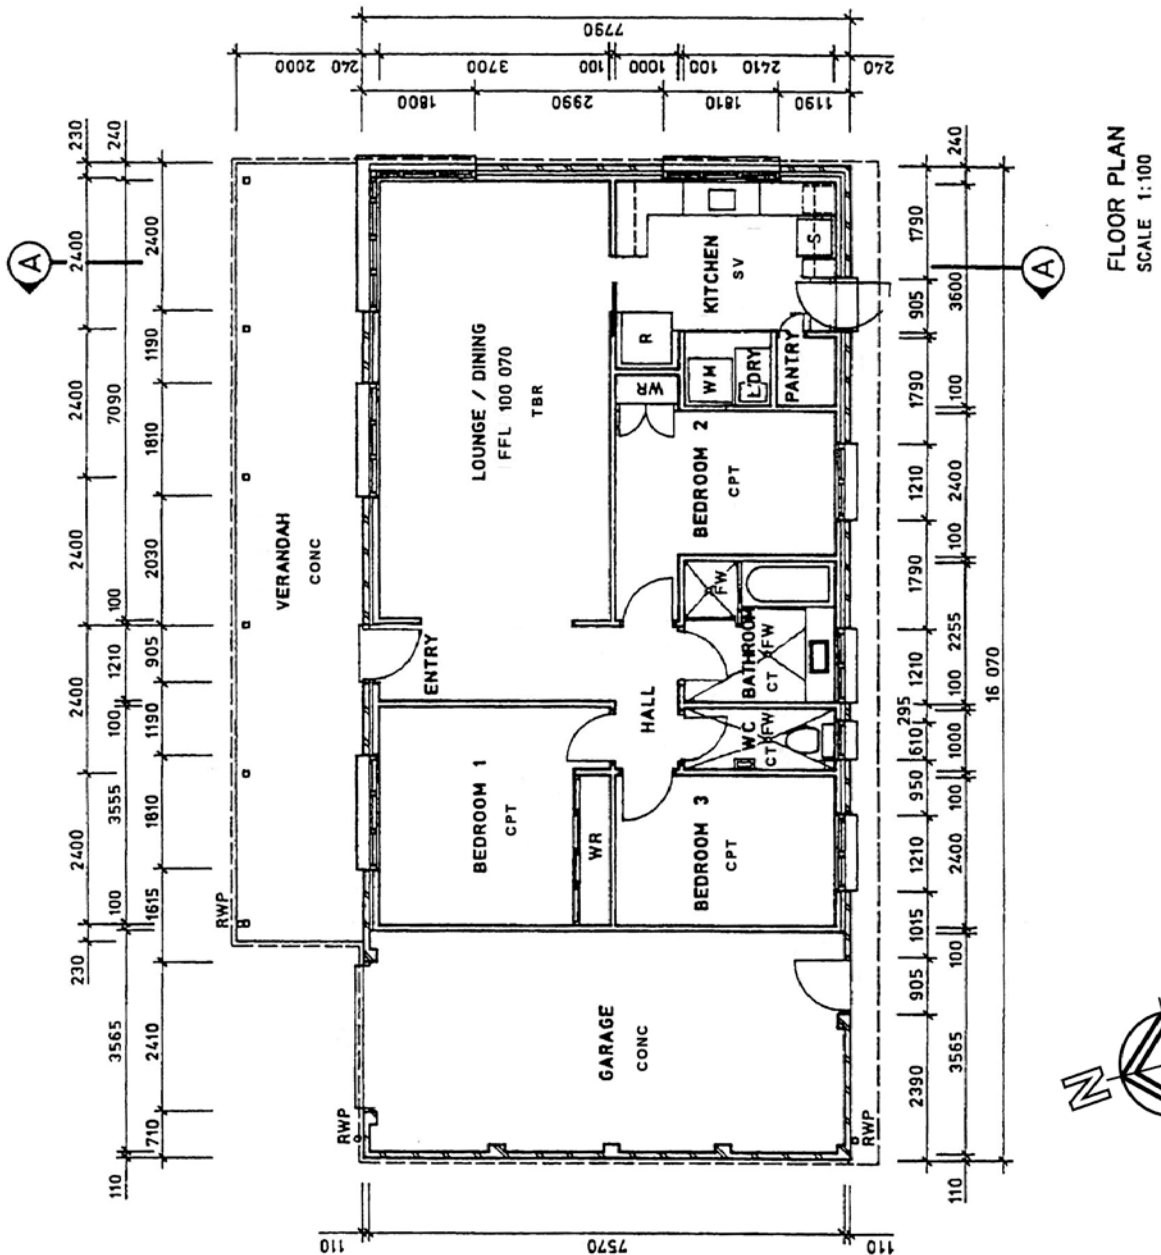 FLOOR PLAN
SCALE 1:100
A
A
N
VERANDAH
CONC
LOUNGE / DINING
FFL 100 070
TBR
KITCHEN
SV
S
R
WR
WM
L'DRY
PANTRY
BEDROOM 2
CPT
ENTRY
HALL
FW
BATHROOM
CT
FW
WC
CT
FW
BEDROOM 1
CPT
WR
BEDROOM 3
CPT
GARAGE
CONC
RWP
RWP
RWP
230
2400
2400
2400
2400
2400
230
240
7090
100
1210
100
3555
100
3565
110
2400
1190
1810
2030
905
1190
1810
1615
2410
710
7790
2000
240
3700
100
1000
100
2410
240
1800
2990
1810
1190
1790
905
1790
1210
1790
1210
295
610
950
1210
1015
905
2390
240
3600
100
2400
100
2255
100
1000
100
2400
100
3565
110
16 070
110
7570
110